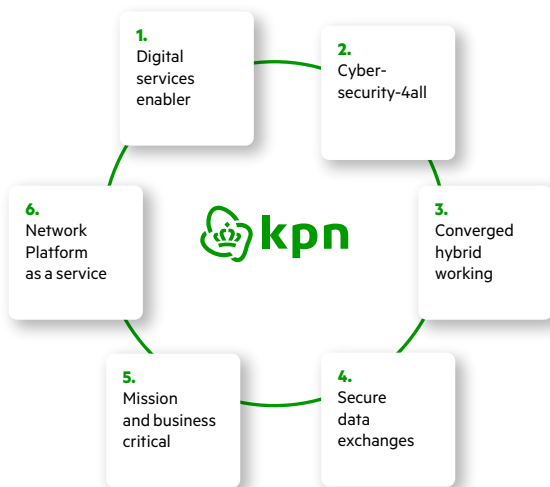 1.
Digital
services
enabler
2.
Cyber-
security-4all
3.
Converged
hybrid
working
4.
Secure
data
exchanges
5.
Mission
and business
critical
6.
Network
Platform
as a service
kpn